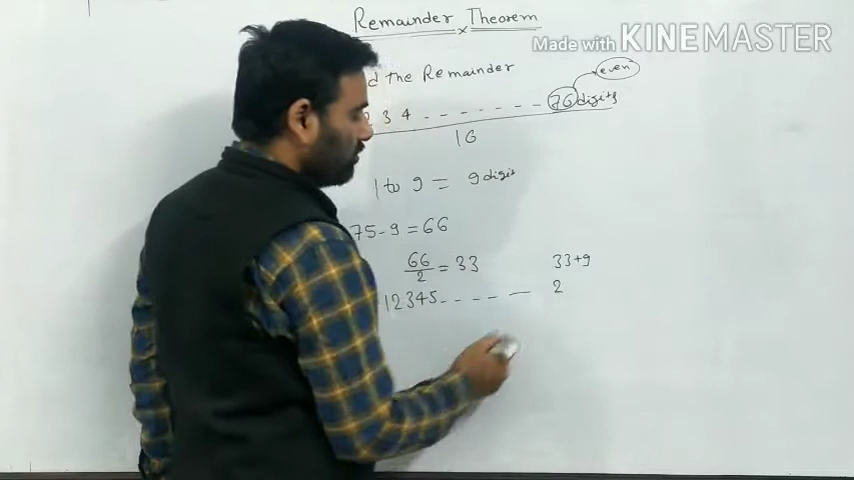 Remainder Theorem
Made with KINEMASTER
d the Remainder
even
2 3 4 - - - - - - - - 76 digits
16
1 to 9 = 9 digit
75-9=66
66/2 = 33
33+9
12345- - - - — 2